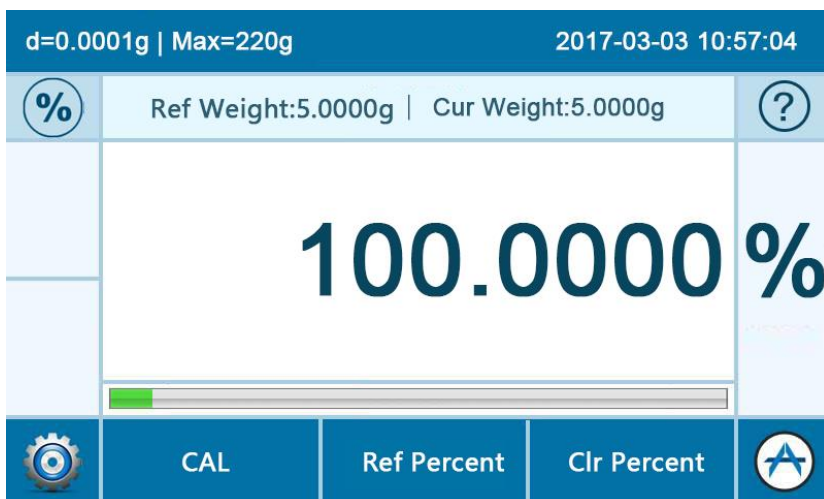 d=0.0001g | Max=220g 2017-03-03 10:57:04
% Ref Weight:5.0000g | Cur Weight:5.0000g ?
100.0000 %
CAL Ref Percent Clr Percent